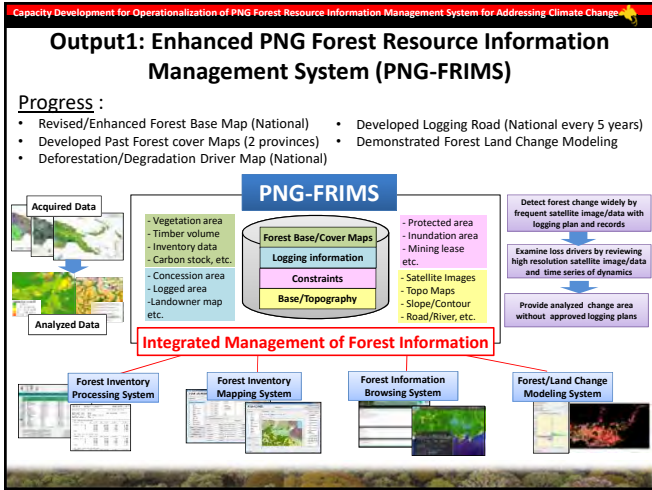 Capacity Development for Operationalization of PNG Forest Resource Information Management System for Addressing Climate Change
Output1: Enhanced PNG Forest Resource Information
Management System (PNG-FRIMS)
Progress :
• Revised/Enhanced Forest Base Map (National)
• Developed Past Forest cover Maps (2 provinces)
• Deforestation/Degradation Driver Map (National)
• Developed Logging Road (National every 5 years)
• Demonstrated Forest Land Change Modeling
Acquired Data
Analyzed Data
PNG-FRIMS
- Vegetation area
- Timber volume
- Inventory data
- Carbon stock, etc.
- Concession area
- Logged area
-Landowner map
etc.
Forest Base/Cover Maps
Logging information
Constraints
Base/Topography
- Protected area
- Inundation area
- Mining lease
etc.
- Satellite Images
- Topo Maps
- Slope/Contour
- Road/River, etc.
Detect forest change widely by
frequent satellite image/data with
logging plan and records
Examine loss drivers by reviewing
high resolution satellite image/data
and time series of dynamics
Provide analyzed change area
without approved logging plans
Integrated Management of Forest Information
Forest Inventory
Processing System
Forest Inventory
Mapping System
Forest Information
Browsing System
Forest/Land Change
Modeling System